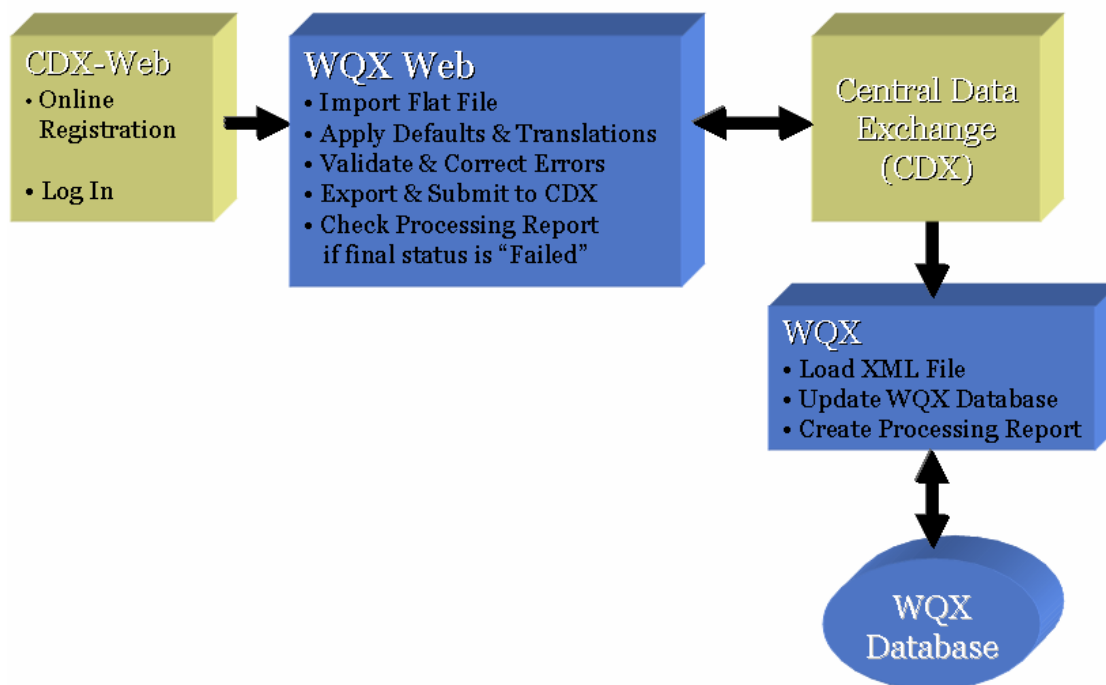 CDX-Web
• Online
Registration
• Log In
WQX Web
• Import Flat File
• Apply Defaults & Translations
• Validate & Correct Errors
• Export & Submit to CDX
• Check Processing Report
if final status is “Failed”
Central Data
Exchange
(CDX)
WQX
• Load XML File
• Update WQX Database
• Create Processing Report
WQX
Database